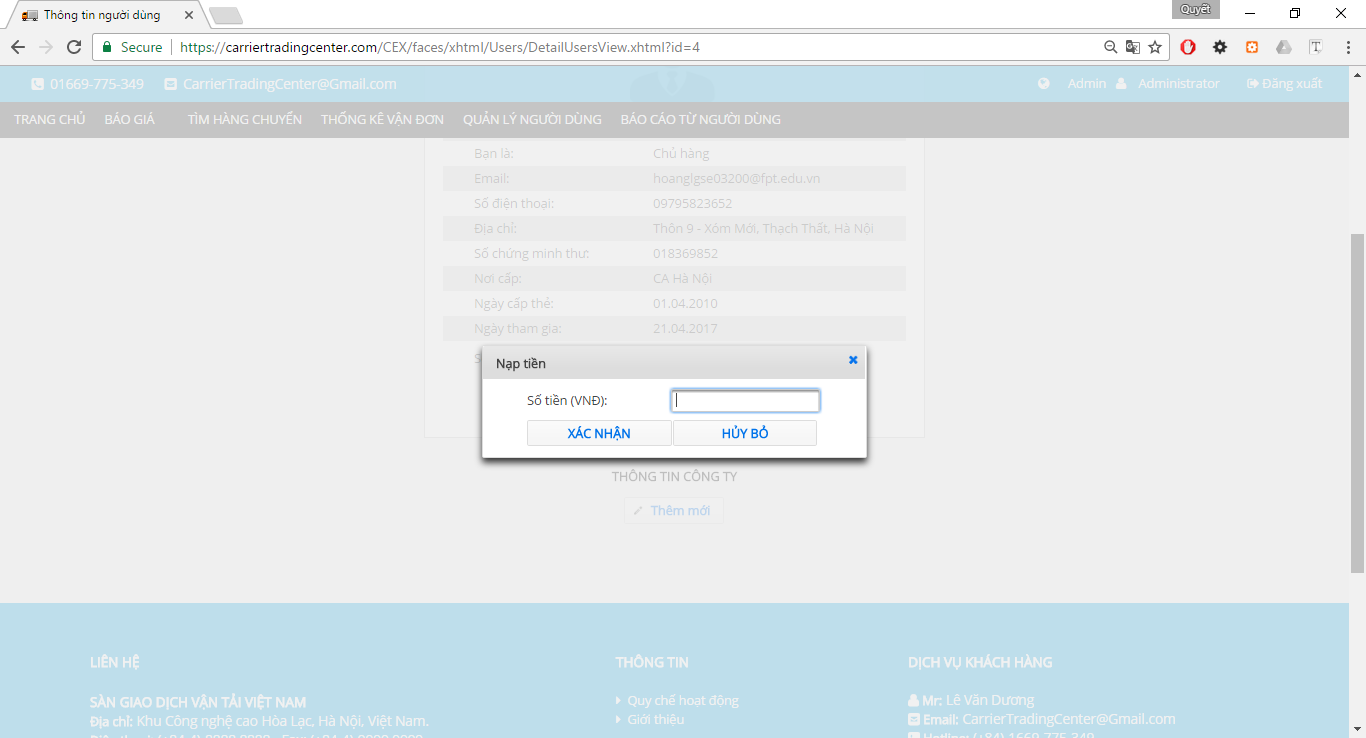 Thông tin người dùng
Quyết
Secure
https://carriertradingcenter.com/CEX/faces/xhtml/Users/DetailUsersView.xhtml?id=4
01669-775-349 CarrierTradingCenter@Gmail.com Admin Administrator Đăng xuất
TRANG CHỦ BÁO GIÁ TÌM HÀNG CHUYẾN THỐNG KÊ VẬN ĐƠN QUẢN LÝ NGƯỜI DÙNG BÁO CÁO TỪ NGƯỜI DÙNG
Bạn là: Chủ hàng
Email: hoanglgse03200@fpt.edu.vn
Số điện thoại: 09795823652
Địa chỉ: Thôn 9 - Xóm Mới, Thạch Thất, Hà Nội
Số chứng minh thư: 018369852
Nơi cấp: CA Hà Nội
Ngày cấp thẻ: 01.04.2010
Ngày tham gia: 21.04.2017
Nạp tiền
Số tiền (VNĐ):
XÁC NHẬN HỦY BỎ
THÔNG TIN CÔNG TY
Thêm mới
LIÊN HỆ THÔNG TIN DỊCH VỤ KHÁCH HÀNG
SÀN GIAO DỊCH VẬN TẢI VIỆT NAM Quy chế hoạt động Mr: Lê Văn Dương
Địa chỉ: Khu Công nghệ cao Hòa Lạc, Hà Nội, Việt Nam. Giới thiệu Email: CarrierTradingCenter@Gmail.com
Hotline: (+84) 1669-775-349